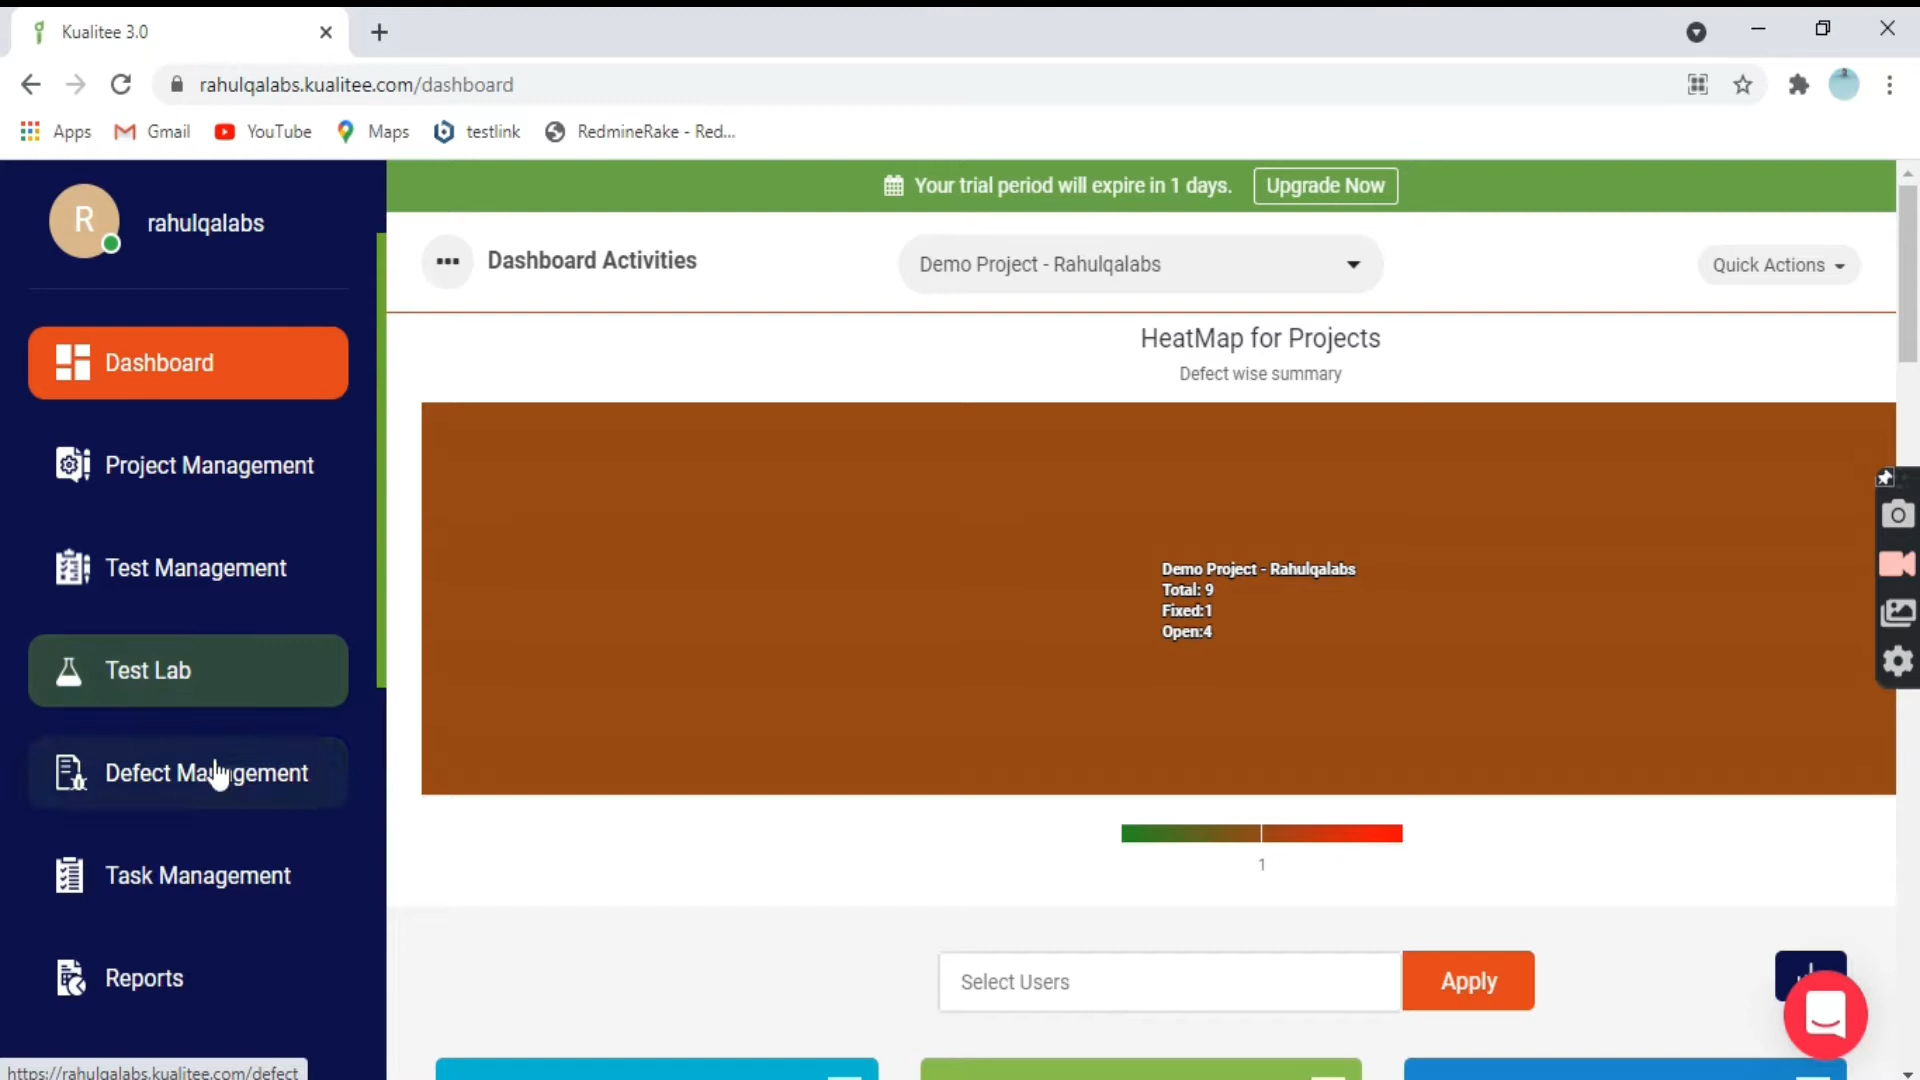 Kualitee 3.0
rahulqalabs.kualitee.com/dashboard
Apps
Gmail
YouTube
Maps
testlink
RedmineRake - Red...
R
rahulqalabs
Your trial period will expire in 1 days.
Upgrade Now
Dashboard Activities
Demo Project - Rahulqalabs
Quick Actions
Dashboard
Project Management
Test Management
Test Lab
Defect Management
Task Management
Reports
HeatMap for Projects
Defect wise summary
Demo Project - Rahulqalabs
Total: 9
Fixed:1
Open:4
1
Select Users
Apply
https://rahulqalabs.kualitee.com/defect